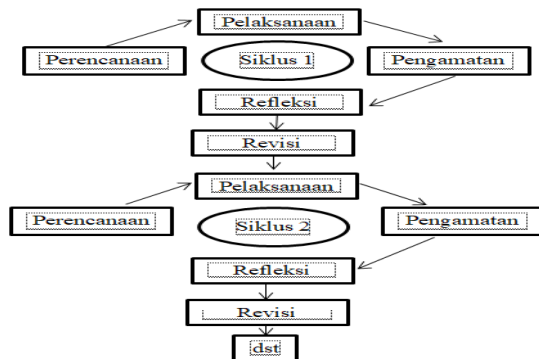 Pelaksanaan
Perencanaan
Siklus 1
Pengamatan
Refleksi
Revisi
Pelaksanaan
Perencanaan
Siklus 2
Pengamatan
Refleksi
Revisi
dst